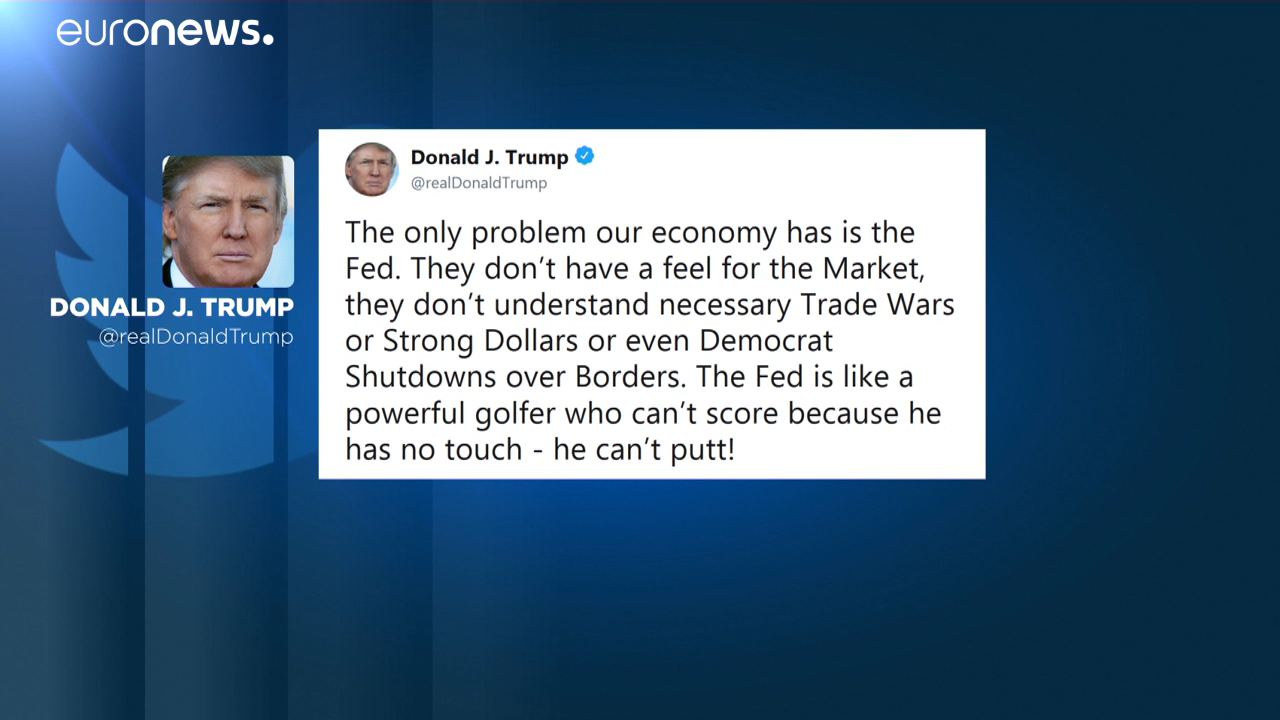 euronews.
DONALD J. TRUMP
@realDonaldTrump
Donald J. Trump
@realDonaldTrump
The only problem our economy has is the
Fed. They don't have a feel for the Market,
they don't understand necessary Trade Wars
or Strong Dollars or even Democrat
Shutdowns over Borders. The Fed is like a
powerful golfer who can't score because he
has no touch - he can't putt!